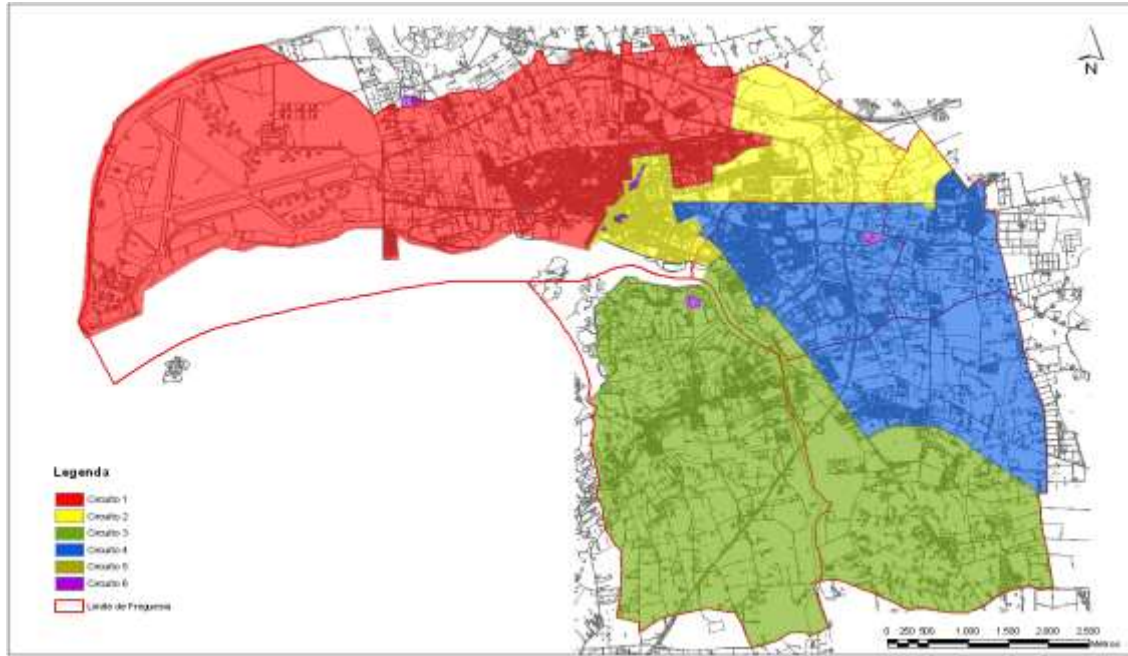 N
Legenda
Circuito 1
Circuito 2
Circuito 3
Circuito 4
Circuito 5
Circuito 6
Limite de Freguesia
0 250 500 1.000 1.500 2.000 2.500
Metros